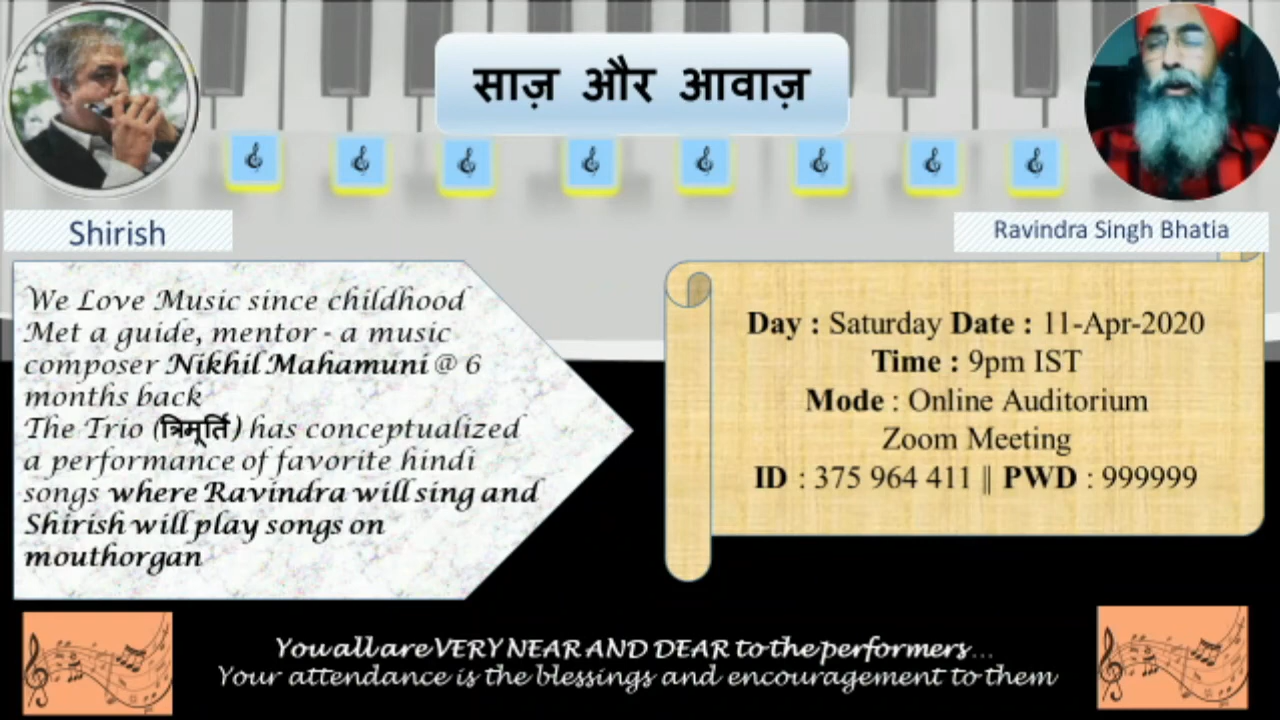 साज़ और आवाज़
Shirish
Ravindra Singh Bhatia
We Love Music since childhood
Met a guide, mentor - a music
composer Nikhil Mahamuni @ 6
months back
The Trio (त्रिमूर्ति) has conceptualized
a performance of favorite hindi
songs where Ravindra will sing and
Shirish will play songs on
mouthorgan
Day : Saturday Date : 11-Apr-2020
Time : 9pm IST
Mode : Online Auditorium
Zoom Meeting
ID : 375 964 411 || PWD : 999999
You all are VERY NEAR AND DEAR to the performers...
Your attendance is the blessings and encouragement to them